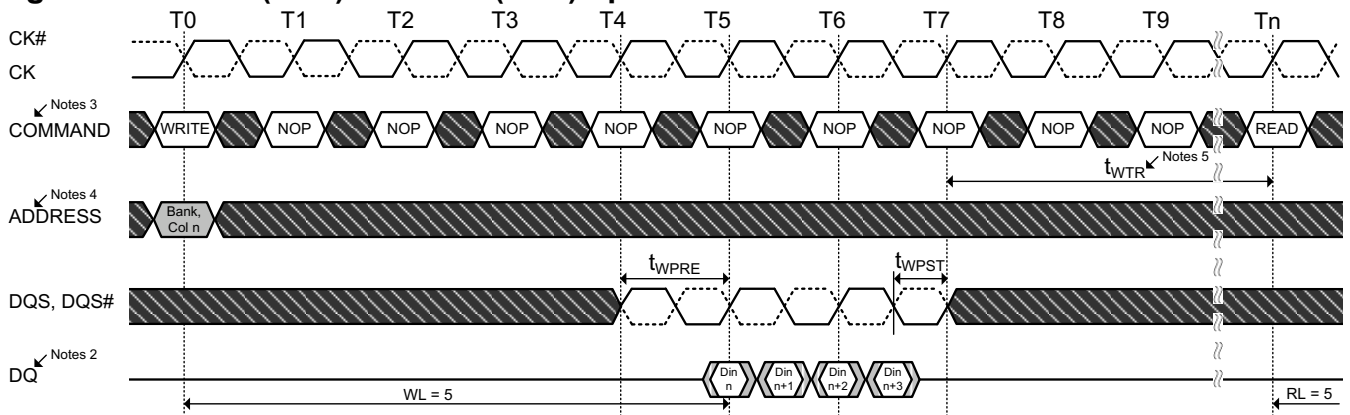 T0 T1 T2 T3 T4 T5 T6 T7 T8 T9 Tn
CK#
CK
Notes 3
COMMAND WRITE NOP NOP NOP NOP NOP NOP NOP NOP NOP READ
tWTR Notes 5
Notes 4
ADDRESS Bank, Col n
tWPRE tWPST
DQS, DQS#
Notes 2
DQ Din n Din n+1 Din n+2 Din n+3
WL = 5 RL = 5